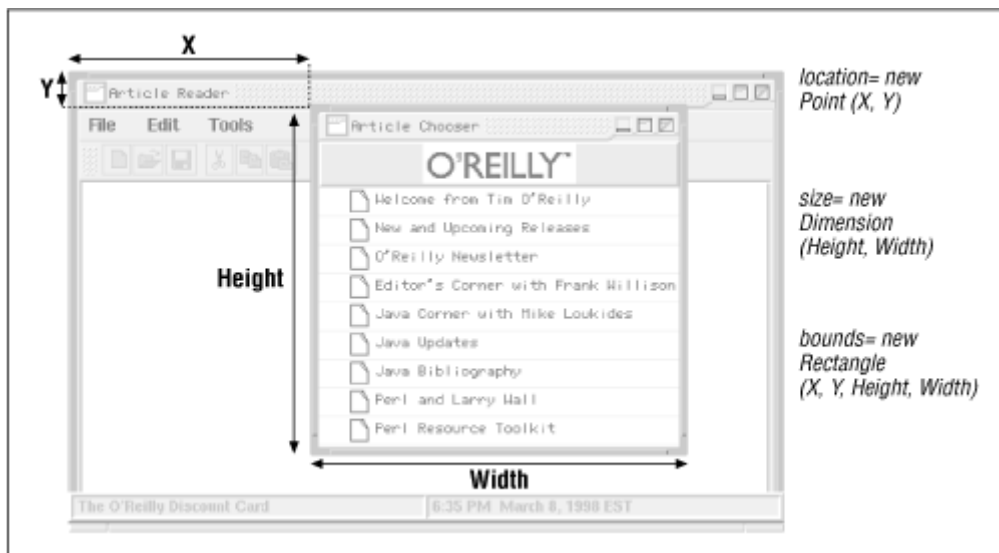 X
Y
Article Reader
location= new
Point (X, Y)
File Edit Tools
Article Chooser
O'REILLY™
Welcome from Tim O'Reilly
New and Upcoming Releases
O'Reilly Newsletter
Editor's Corner with Frank Willison
Java Corner with Mike Loukides
Java Updates
Java Bibliography
Perl and Larry Wall
Perl Resource Toolkit
Height
Width
size= new
Dimension
(Height, Width)
bounds= new
Rectangle
(X, Y, Height, Width)
The O'Reilly Discount Card
6:35 PM March 8, 1998 EST